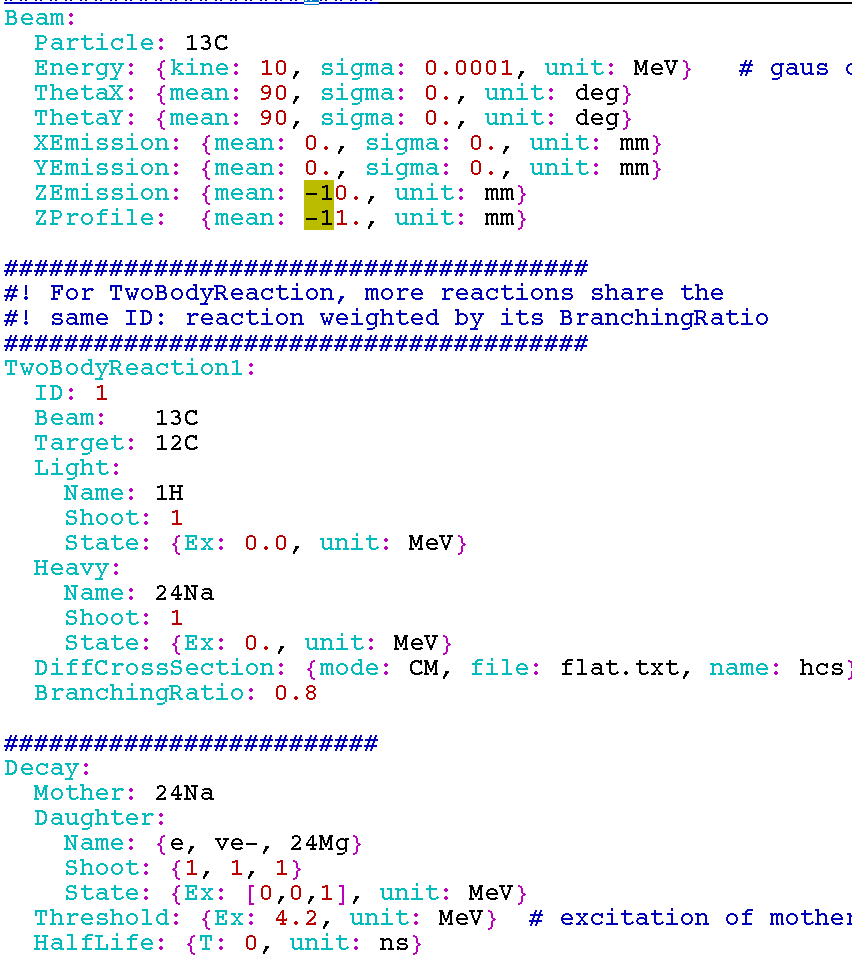 Beam:
  Particle: 13C
  Energy: {kine: 10, sigma: 0.0001, unit: MeV}   # gaus
  ThetaX: {mean: 90, sigma: 0., unit: deg}
  ThetaY: {mean: 90, sigma: 0., unit: deg}
  XEmission: {mean: 0., sigma: 0., unit: mm}
  YEmission: {mean: 0., sigma: 0., unit: mm}
  ZEmission: {mean: -10., unit: mm}
  ZProfile:  {mean: -11., unit: mm}
#######################################
#! For TwoBodyReaction, more reactions share the
#! same ID: reaction weighted by its BranchingRatio
#######################################
TwoBodyReaction1:
  ID: 1
  Beam:   13C
  Target: 12C
  Light:
    Name: 1H
    Shoot: 1
    State: {Ex: 0.0, unit: MeV}
  Heavy:
    Name: 24Na
    Shoot: 1
    State: {Ex: 0., unit: MeV}
  DiffCrossSection: {mode: CM, file: flat.txt, name: hcs}
  BranchingRatio: 0.8
#########################
Decay:
  Mother: 24Na
  Daughter:
    Name: {e, ve-, 24Mg}
    Shoot: {1, 1, 1}
    State: {Ex: [0,0,1], unit: MeV}
  Threshold: {Ex: 4.2, unit: MeV}  # excitation of mother
  HalfLife: {T: 0, unit: ns}